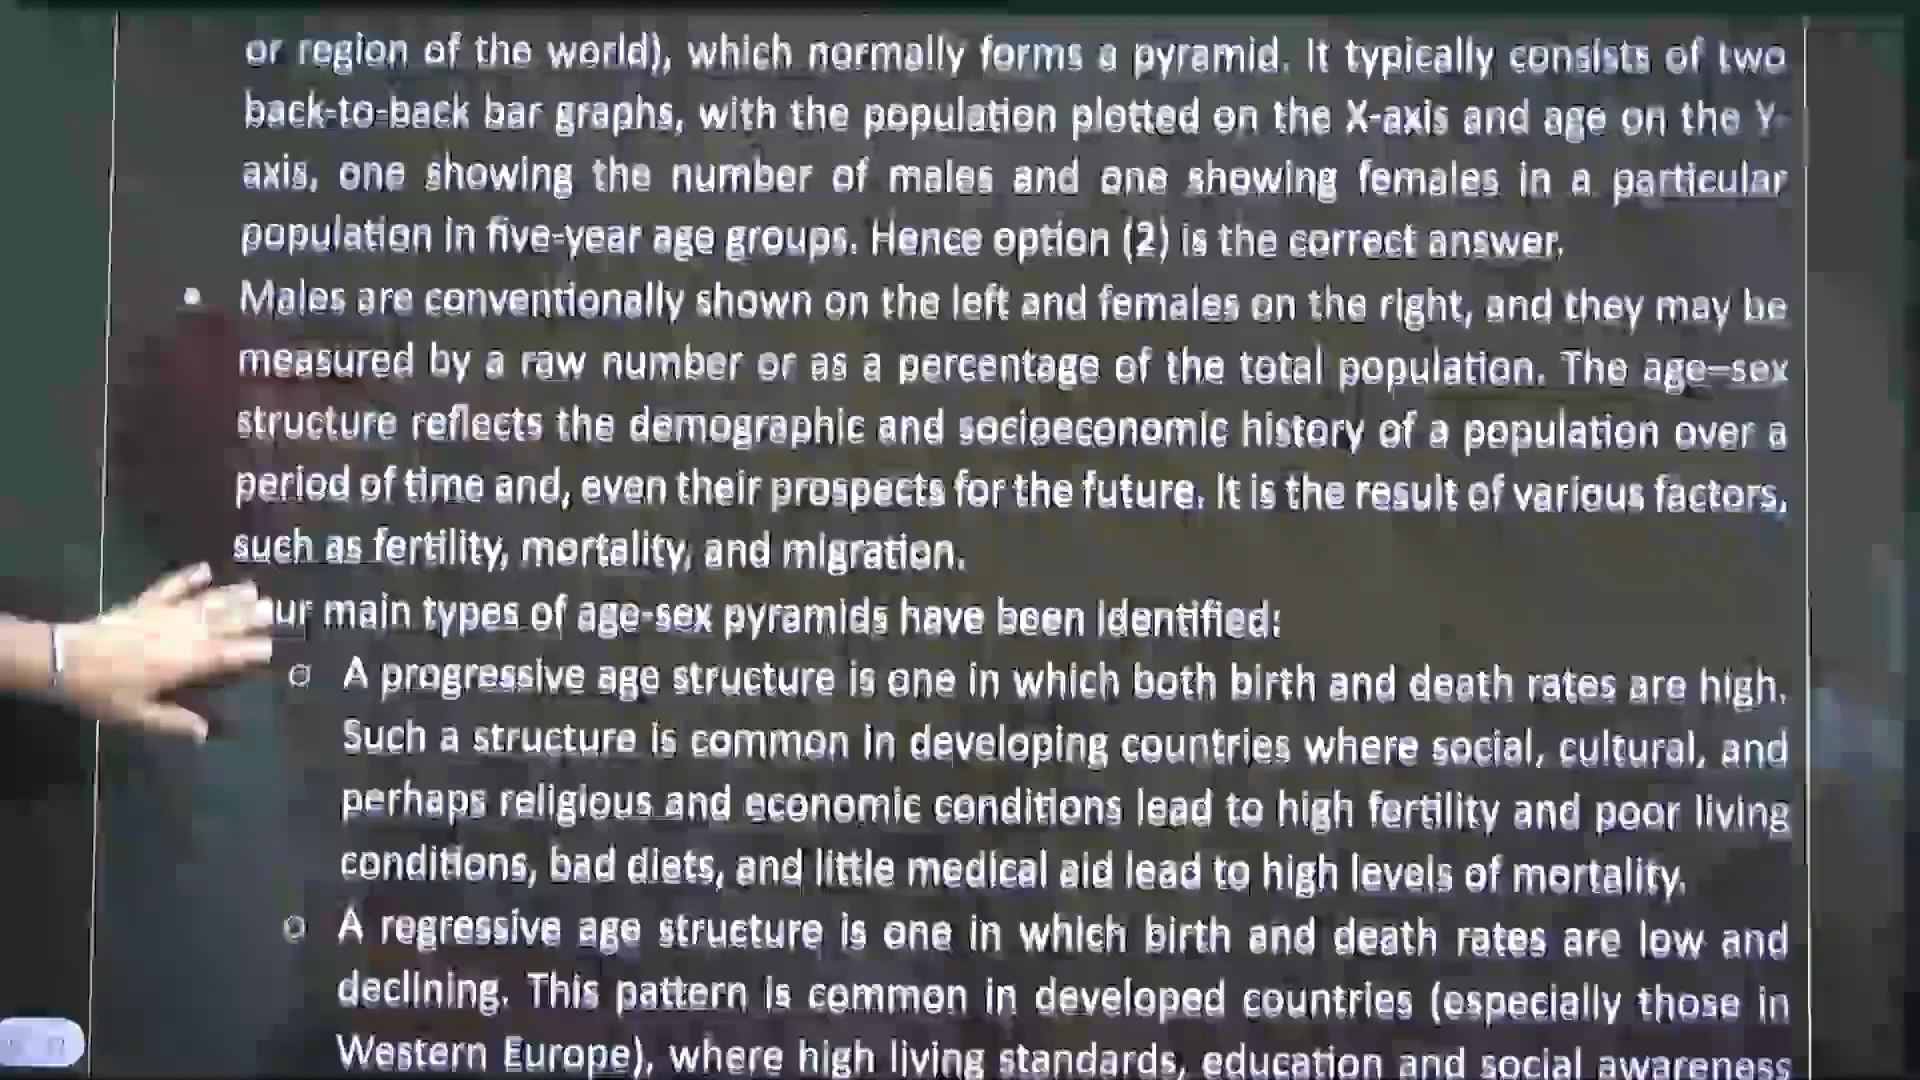 or region of the world), which normally forms a pyramid. It typically consists of two
back-to-back bar graphs, with the population plotted on the X-axis and age on the Y-
axis, one showing the number of males and one showing females in a particular
population in five-year age groups. Hence option (2) is the correct answer.
• Males are conventionally shown on the left and females on the right, and they may be
measured by a raw number or as a percentage of the total population. The age–sex
structure reflects the demographic and socioeconomic history of a population over a
period of time and, even their prospects for the future. It is the result of various factors,
such as fertility, mortality, and migration.
main types of age-sex pyramids have been identified:
o A progressive age structure is one in which both birth and death rates are high.
Such a structure is common in developing countries where social, cultural, and
perhaps religious and economic conditions lead to high fertility and poor living
conditions, bad diets, and little medical aid lead to high levels of mortality.
o A regressive age structure is one in which birth and death rates are low and
declining. This pattern is common in developed countries (especially those in
Western Europe), where high living standards, education and social awareness